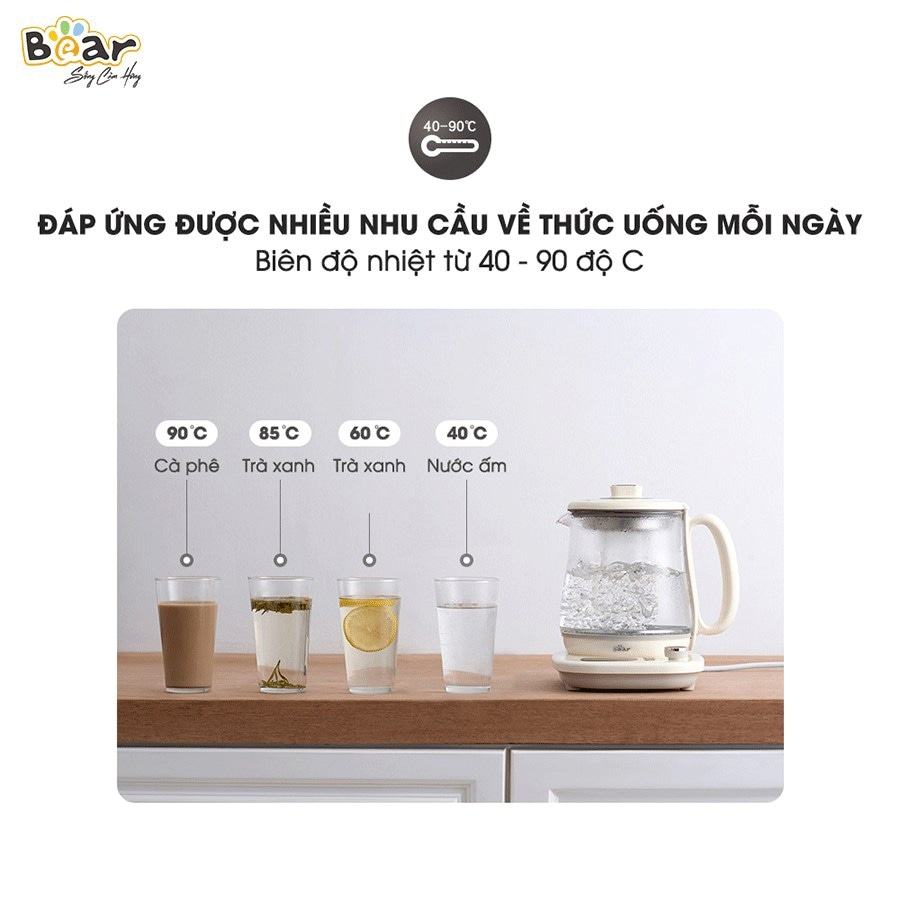 Bear
Sống Cảm Hứng
40-90℃
ĐÁP ỨNG ĐƯỢC NHIỀU NHU CẦU VỀ THỨC UỐNG MỖI NGÀY
Biên độ nhiệt từ 40 - 90 độ C
90°C 85°C 60°C 40°C
Cà phê Trà xanh Trà xanh Nước ấm
Bear